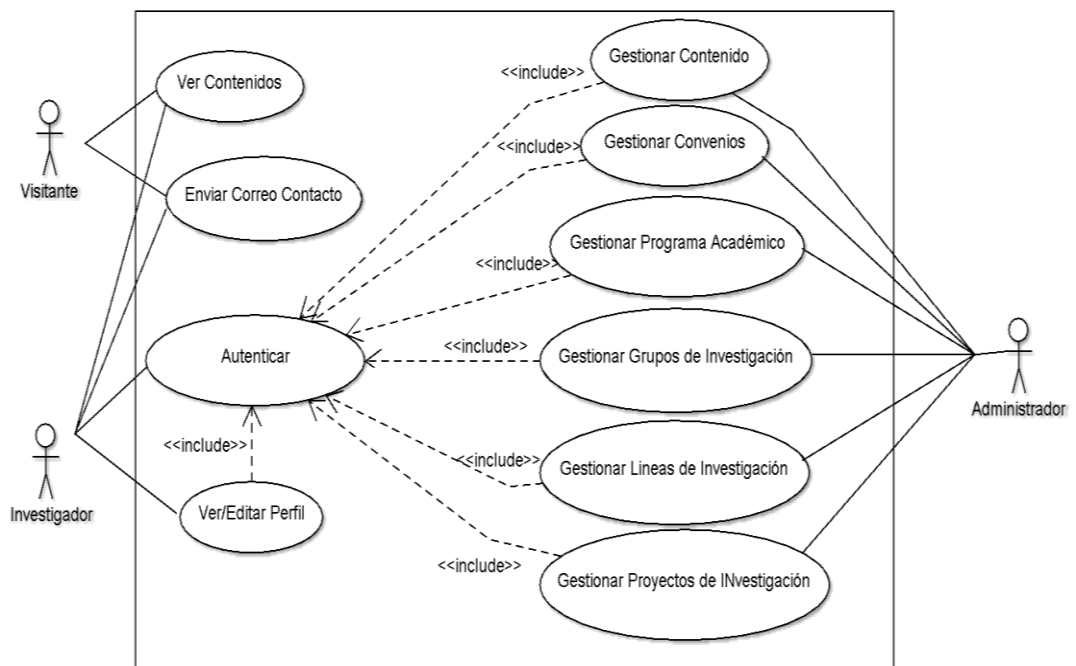 Gestionar Contenido
<<include>>
Ver Contenidos
Gestionar Convenios
<<include>>
Visitante
Enviar Correo Contacto
Gestionar Programa Académico
<<include>>
Autenticar
<<include>>
Gestionar Grupos de Investigación
Administrador
<<include>>
<<include>>
Gestionar Lineas de Investigación
Investigador
Ver/Editar Perfil
<<include>>
Gestionar Proyectos de INvestigación